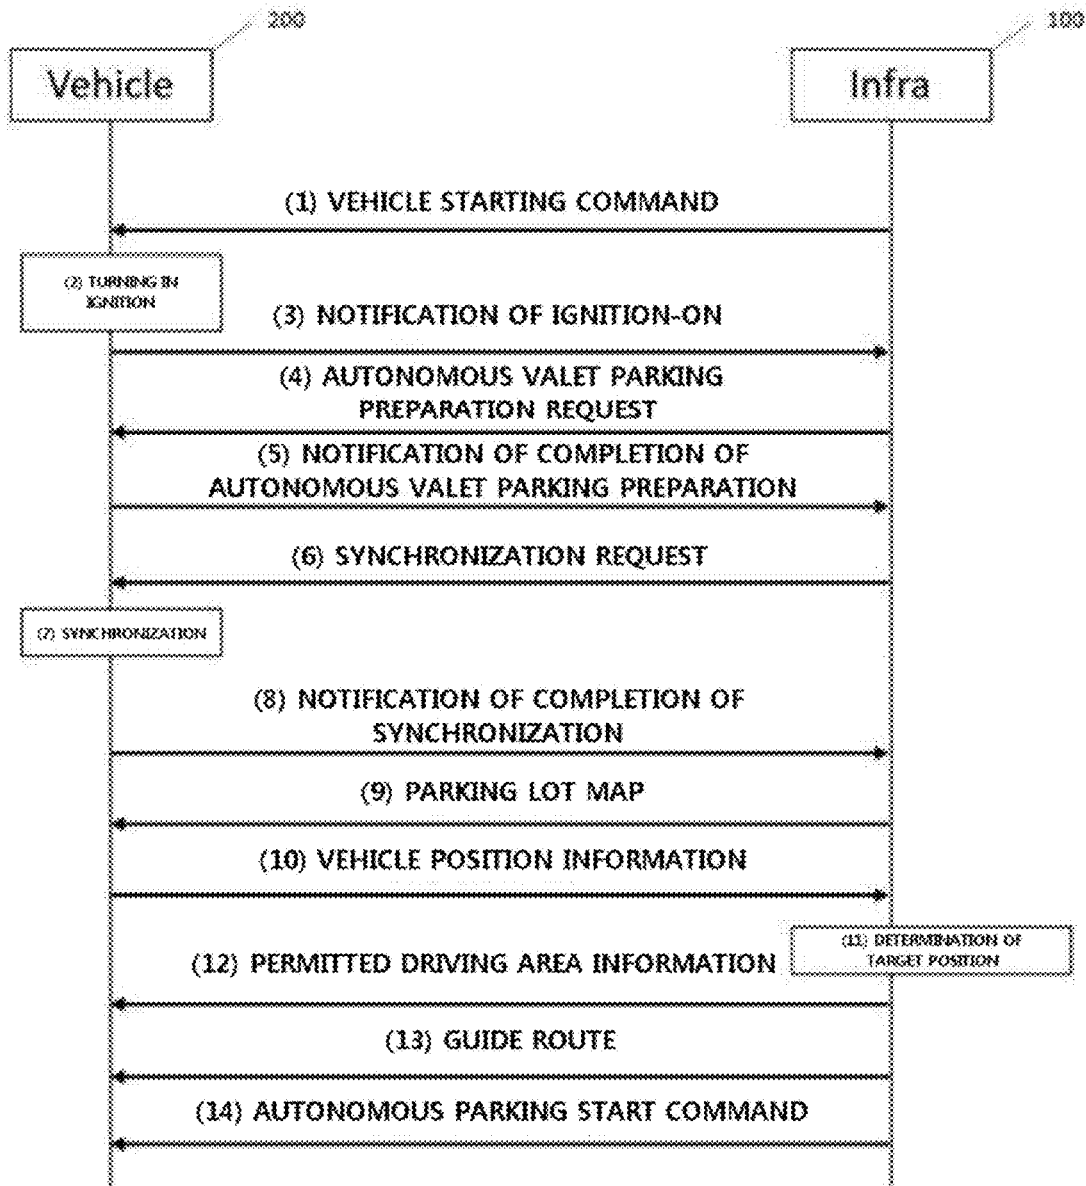 200
100
Vehicle
Infra
(1) VEHICLE STARTING COMMAND
(2) TURNING IN
IGNITION
(3) NOTIFICATION OF IGNITION-ON
(4) AUTONOMOUS VALET PARKING
PREPARATION REQUEST
(5) NOTIFICATION OF COMPLETION OF
AUTONOMOUS VALET PARKING PREPARATION
(6) SYNCHRONIZATION REQUEST
(7) SYNCHRONIZATION
(8) NOTIFICATION OF COMPLETION OF
SYNCHRONIZATION
(9) PARKING LOT MAP
(10) VEHICLE POSITION INFORMATION
(11) DETERMINATION OF
TARGET POSITION
(12) PERMITTED DRIVING AREA INFORMATION
(13) GUIDE ROUTE
(14) AUTONOMOUS PARKING START COMMAND